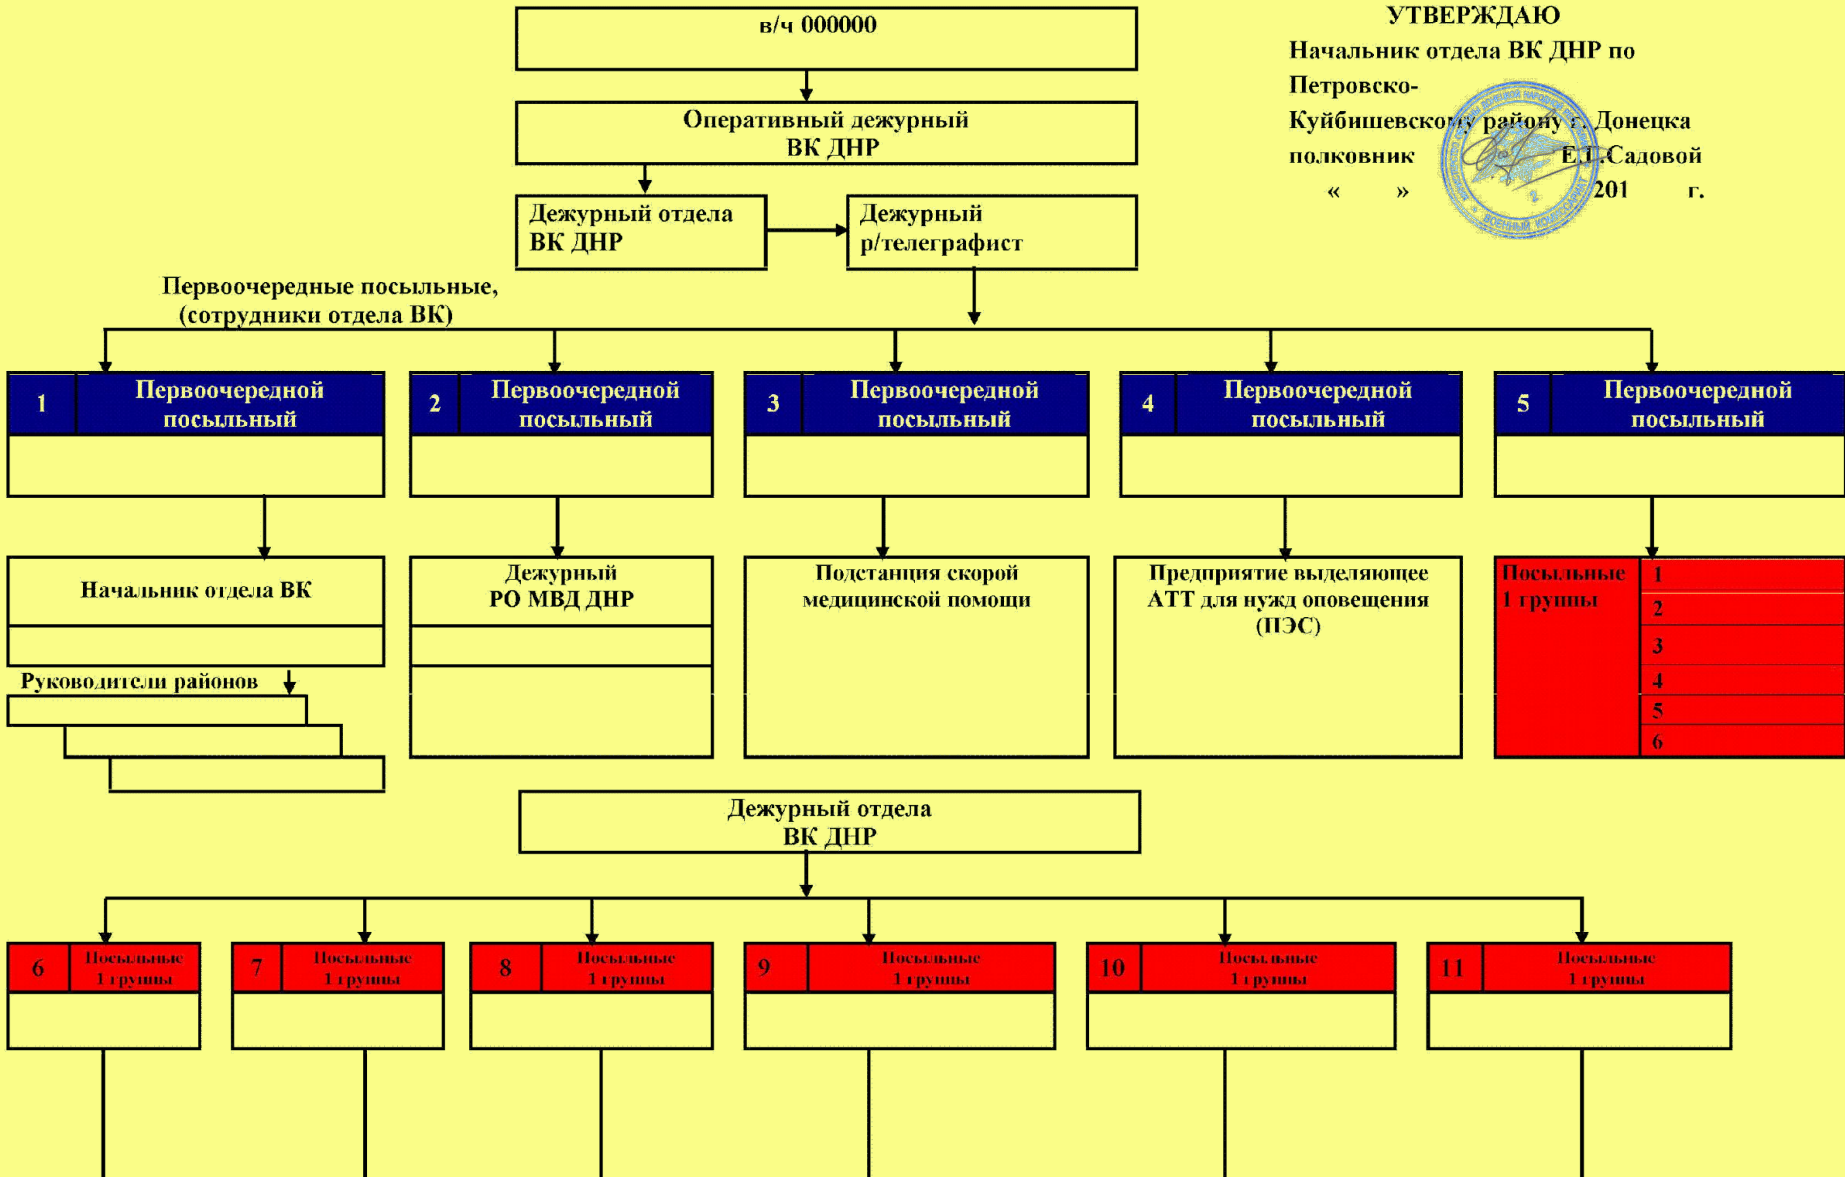 в/ч 000000
УТВЕРЖДАЮ
Начальник отдела ВК ДНР по
Петровско-
Куйбишевскому району г. Донецка
полковник Е.Г.Садовой
« » 201 г.
Оперативный дежурный
ВК ДНР
Дежурный отдела
ВК ДНР
Дежурный
р/телеграфист
Первоочередные посыльные,
(сотрудники отдела ВК)
1 Первоочередной
посыльный
2 Первоочередной
посыльный
3 Первоочередной
посыльный
4 Первоочередной
посыльный
5 Первоочередной
посыльный
Начальник отдела ВК
Руководители районов
Дежурный
РО МВД ДНР
Подстанция скорой
медицинской помощи
Предприятие выделяющее
АТТ для нужд оповещения
(ПЭС)
Посыльные
1 группы
1
2
3
4
5
6
Дежурный отдела
ВК ДНР
6 Посыльные
1 группы
7 Посыльные
1 группы
8 Посыльные
1 группы
9 Посыльные
1 группы
10 Посыльные
1 группы
11 Посыльные
1 группы